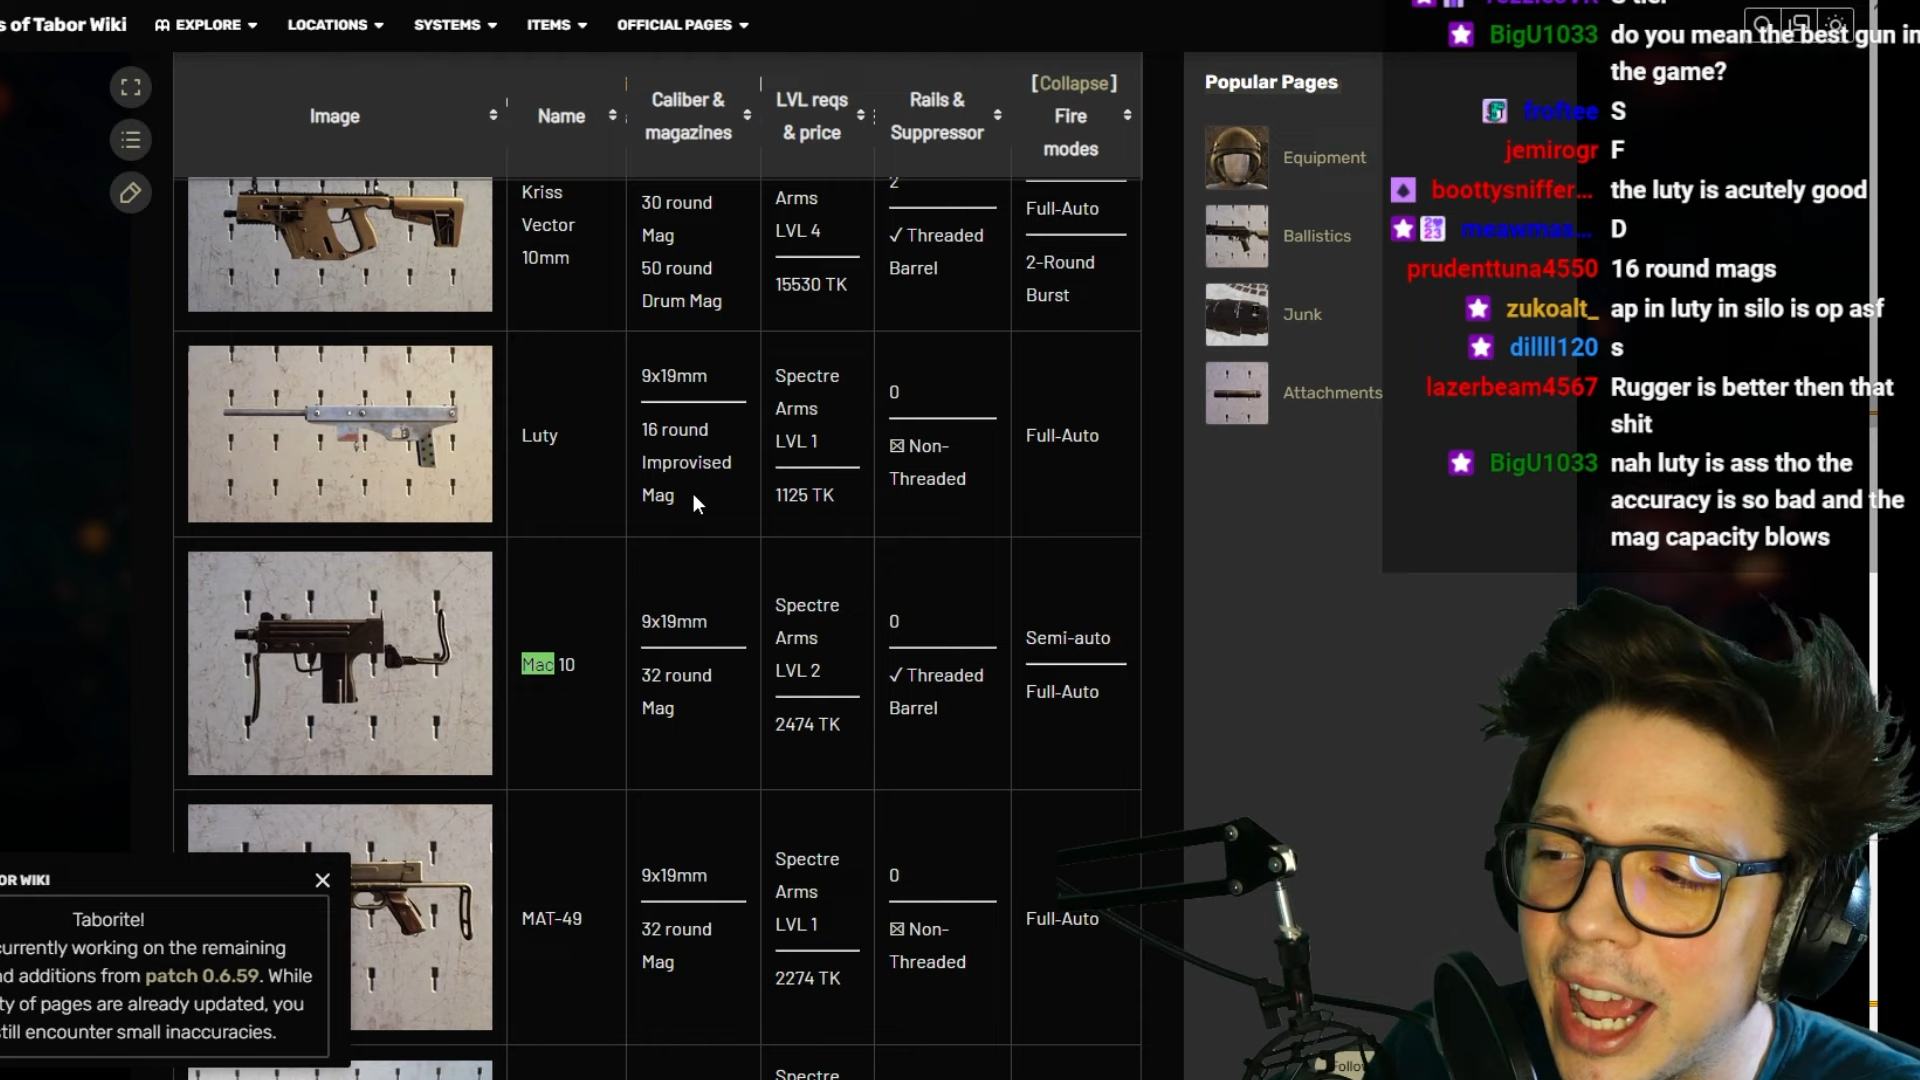 s of Tabor Wiki
EXPLORE
LOCATIONS
SYSTEMS
ITEMS
OFFICIAL PAGES
Image
Name
Caliber &
magazines
LVL reqs
& price
Rails &
Suppressor
[Collapse]
Fire
modes
Kriss
Vector
10mm
30 round
Mag
50 round
Drum Mag
Arms
LVL 4
15530 TK
2
✓ Threaded
Barrel
Full-Auto
2-Round
Burst
Luty
9x19mm
16 round
Improvised
Mag
Spectre
Arms
LVL 1
1125 TK
0
☒ Non-
Threaded
Full-Auto
Mac 10
9x19mm
32 round
Mag
Spectre
Arms
LVL 2
2474 TK
0
✓ Threaded
Barrel
Semi-auto
Full-Auto
MAT-49
9x19mm
32 round
Mag
Spectre
Arms
LVL 1
2274 TK
0
☒ Non-
Threaded
Full-Auto
Spectre
OR WIKI
Taborite!
currently working on the remaining
nd additions from patch 0.6.59. While
ty of pages are already updated, you
still encounter small inaccuracies.
Popular Pages
Equipment
Ballistics
Junk
Attachments
BigU1033 do you mean the best gun in
the game?
froftee S
jemirogr F
boottysniffer... the luty is acutely good
meawmas... D
prudenttuna4550 16 round mags
zukoalt_ ap in luty in silo is op asf
dillll120 s
lazerbeam4567 Rugger is better then that
shit
BigU1033 nah luty is ass tho the
accuracy is so bad and the
mag capacity blows